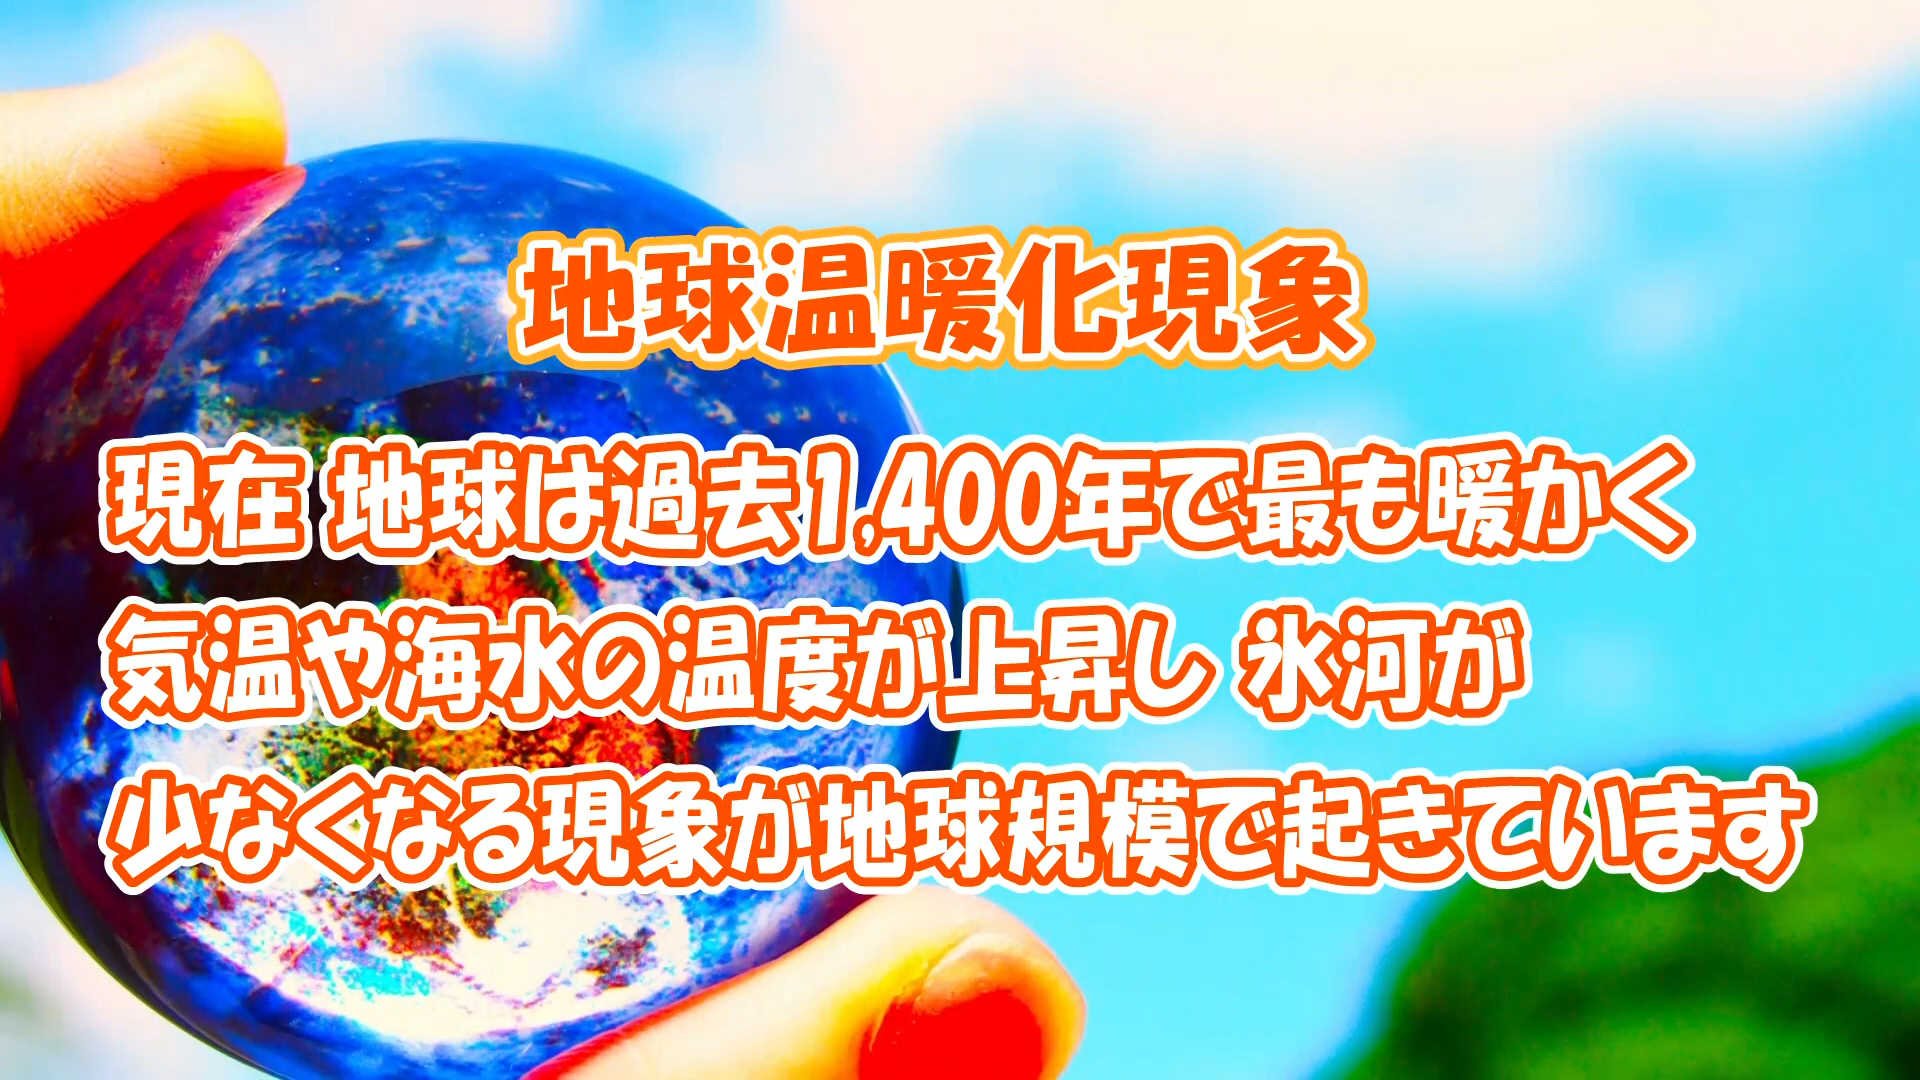 地球温暖化現象
現在 地球は過去1,400年で最も暖かく
気温や海水の温度が上昇し 氷河が
少なくなる現象が地球規模で起きています